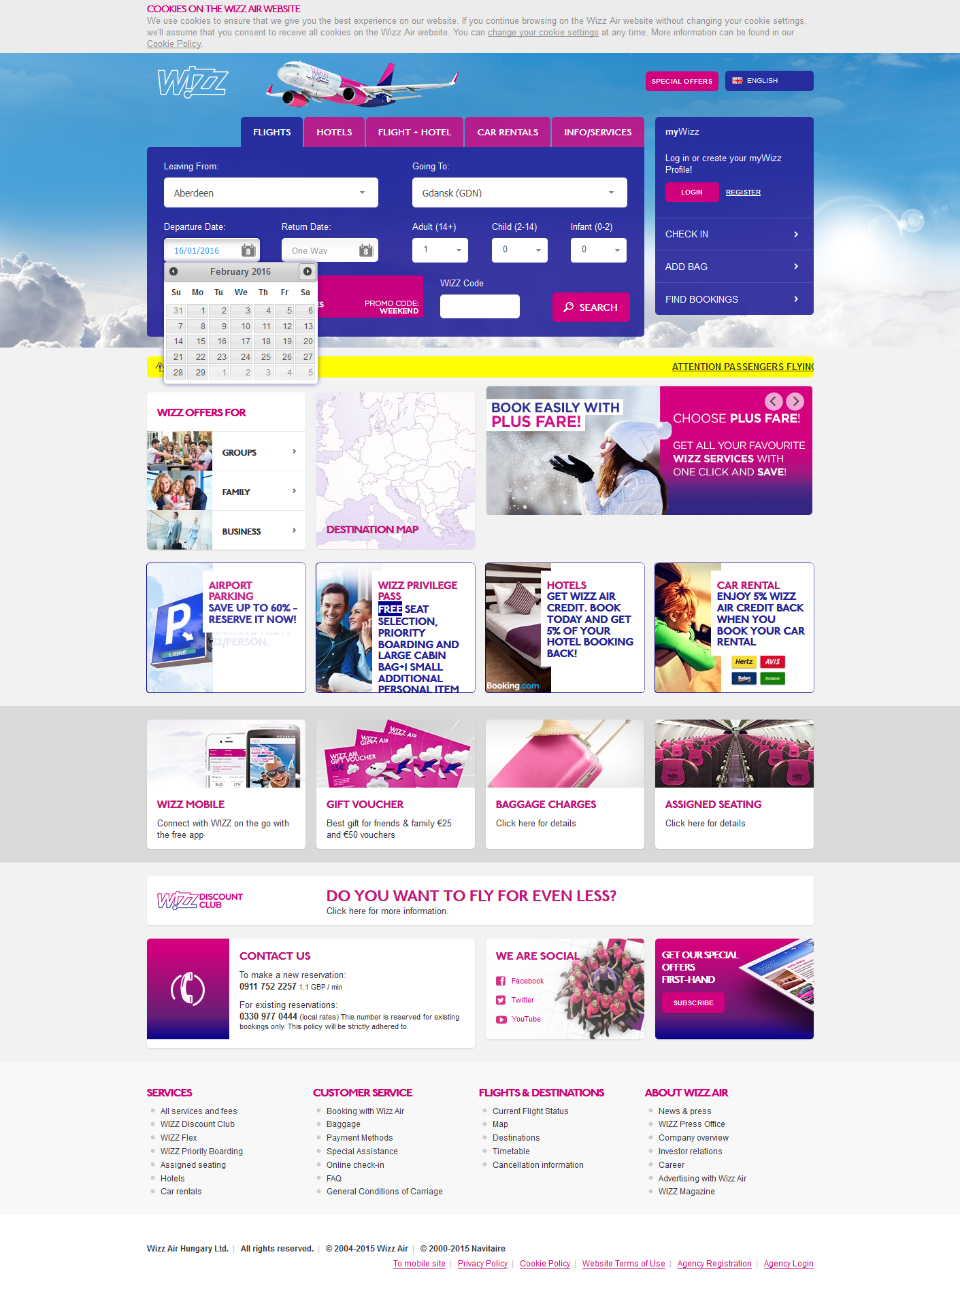 COOKIES ON THE WIZZ AIR WEBSITE
We use cookies to ensure that we give you the best experience on our website. If you continue browsing on the Wizz Air website without changing your cookie settings,
we'll assume that you consent to receive all cookies on the Wizz Air website. You can change your cookie settings at any time. More information can be found in our
Cookie Policy.
WIZZ
SPECIAL OFFERS
ENGLISH
FLIGHTS
HOTELS
FLIGHT + HOTEL
CAR RENTALS
INFO/SERVICES
Leaving From:
Going To:
Aberdeen
Gdansk (GDN)
Departure Date:
Return Date:
Adult (14+)
Child (2-14)
Infant (0-2)
16/01/2016
One Way
1
0
0
February 2016
Su Mo Tu We Th Fr Sa
31 1 2 3 4 5 6
7 8 9 10 11 12 13
14 15 16 17 18 19 20
21 22 23 24 25 26 27
28 29 1 2 3 4 5
PROMO CODE:
WEEKEND
WIZZ Code
SEARCH
myWizz
Log in or create your myWizz
Profile!
LOGIN
REGISTER
CHECK IN
ADD BAG
FIND BOOKINGS
ATTENTION PASSENGERS FLYING
WIZZ OFFERS FOR
GROUPS
FAMILY
BUSINESS
DESTINATION MAP
BOOK EASILY WITH
PLUS FARE!
CHOOSE PLUS FARE!
GET ALL YOUR FAVOURITE
WIZZ SERVICES WITH
ONE CLICK AND SAVE!
AIRPORT
PARKING
SAVE UP TO 60% -
RESERVE IT NOW!
P
WIZZ PRIVILEGE
PASS
FREE SEAT
SELECTION,
PRIORITY
BOARDING AND
LARGE CABIN
BAG+1 SMALL
ADDITIONAL
PERSONAL ITEM
HOTELS
GET WIZZ AIR
CREDIT. BOOK
TODAY AND GET
5% OF YOUR
HOTEL BOOKING
BACK!
Booking.com
CAR RENTAL
ENJOY 5% WIZZ
AIR CREDIT BACK
WHEN YOU
BOOK YOUR CAR
RENTAL
Hertz
AVIS
Budget
WIZZ MOBILE
Connect with WIZZ on the go with
the free app
WIZZ AIR
GIFT VOUCHER
GIFT VOUCHER
Best gift for friends & family €25
and €50 vouchers
BAGGAGE CHARGES
Click here for details
ASSIGNED SEATING
Click here for details
WIZZ DISCOUNT
CLUB
DO YOU WANT TO FLY FOR EVEN LESS?
Click here for more information.
CONTACT US
To make a new reservation:
0911 752 2257 1.1 GBP / min
For existing reservations:
0330 977 0444 (local rates) This number is reserved for existing
bookings only. This policy will be strictly adhered to.
WE ARE SOCIAL
Facebook
Twitter
YouTube
GET OUR SPECIAL
OFFERS
FIRST-HAND
SUBSCRIBE
SERVICES
All services and fees
WIZZ Discount Club
WIZZ Flex
WIZZ Priority Boarding
Assigned seating
Hotels
Car rentals
CUSTOMER SERVICE
Booking with Wizz Air
Baggage
Payment Methods
Special Assistance
Online check-in
FAQ
General Conditions of Carriage
FLIGHTS & DESTINATIONS
Current Flight Status
Map
Destinations
Timetable
Cancellation information
ABOUT WIZZ AIR
News & press
WIZZ Press Office
Company overview
Investor relations
Career
Advertising with Wizz Air
WIZZ Magazine
Wizz Air Hungary Ltd. | All rights reserved. | © 2004-2015 Wizz Air | © 2000-2015 Navitaire
To mobile site | Privacy Policy | Cookie Policy | Website Terms of Use | Agency Registration | Agency Login